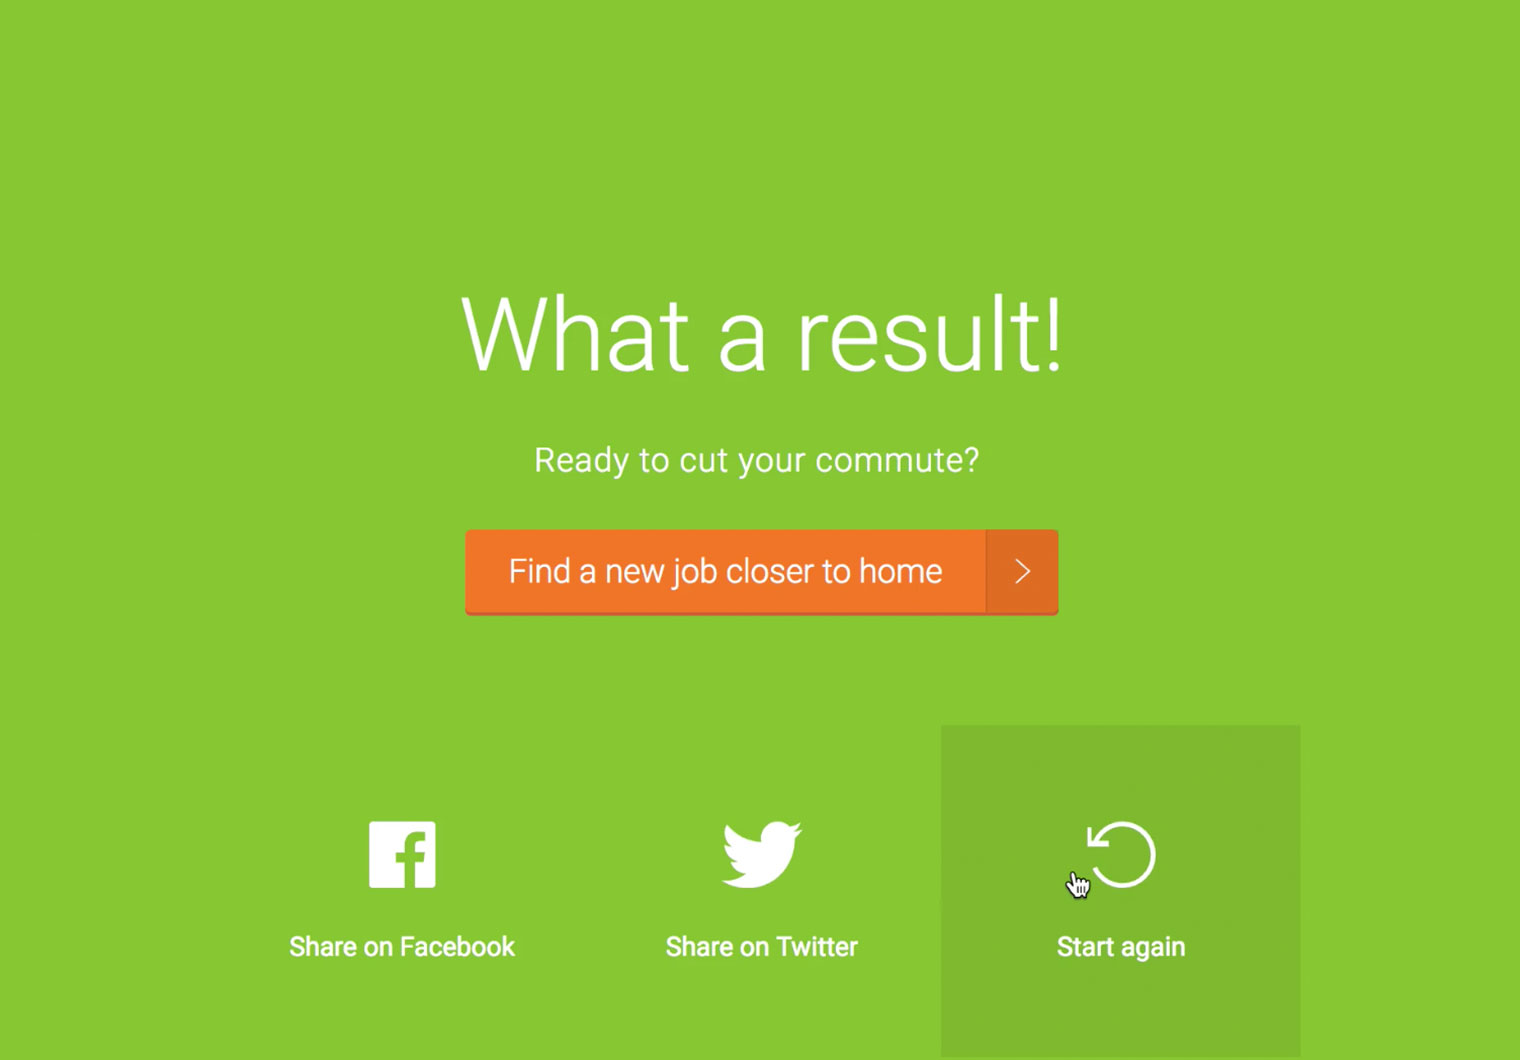 What a result!
Ready to cut your commute?
Find a new job closer to home
Share on Facebook
Share on Twitter
Start again